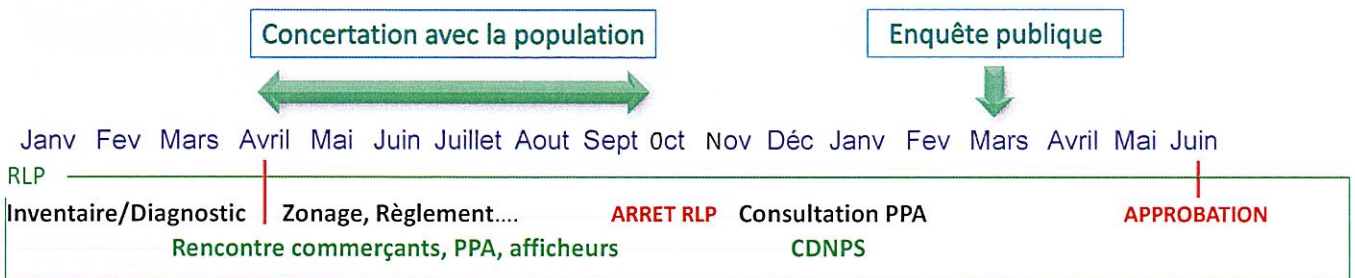 Concertation avec la population Enquête publique
Janv Fev Mars Avril Mai Juin Juillet Aout Sept Oct Nov Déc Janv Fev Mars Avril Mai Juin
RLP
Inventaire/Diagnostic Zonage, Règlement.... ARRET RLP Consultation PPA APPROBATION
Rencontre commerçants, PPA, afficheurs CDNPS